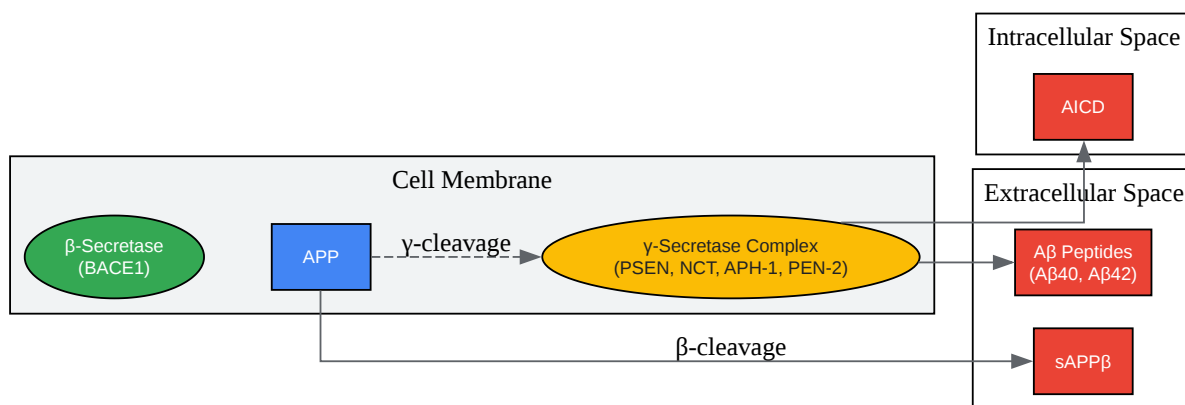 Intracellular Space
AICD
Cell Membrane
Extracellular Space
β-Secretase
(BACE1)
APP
γ-cleavage
γ-Secretase Complex
(PSEN, NCT, APH-1, PEN-2)
Aβ Peptides
(Aβ40, Aβ42)
β-cleavage
sAPPβ